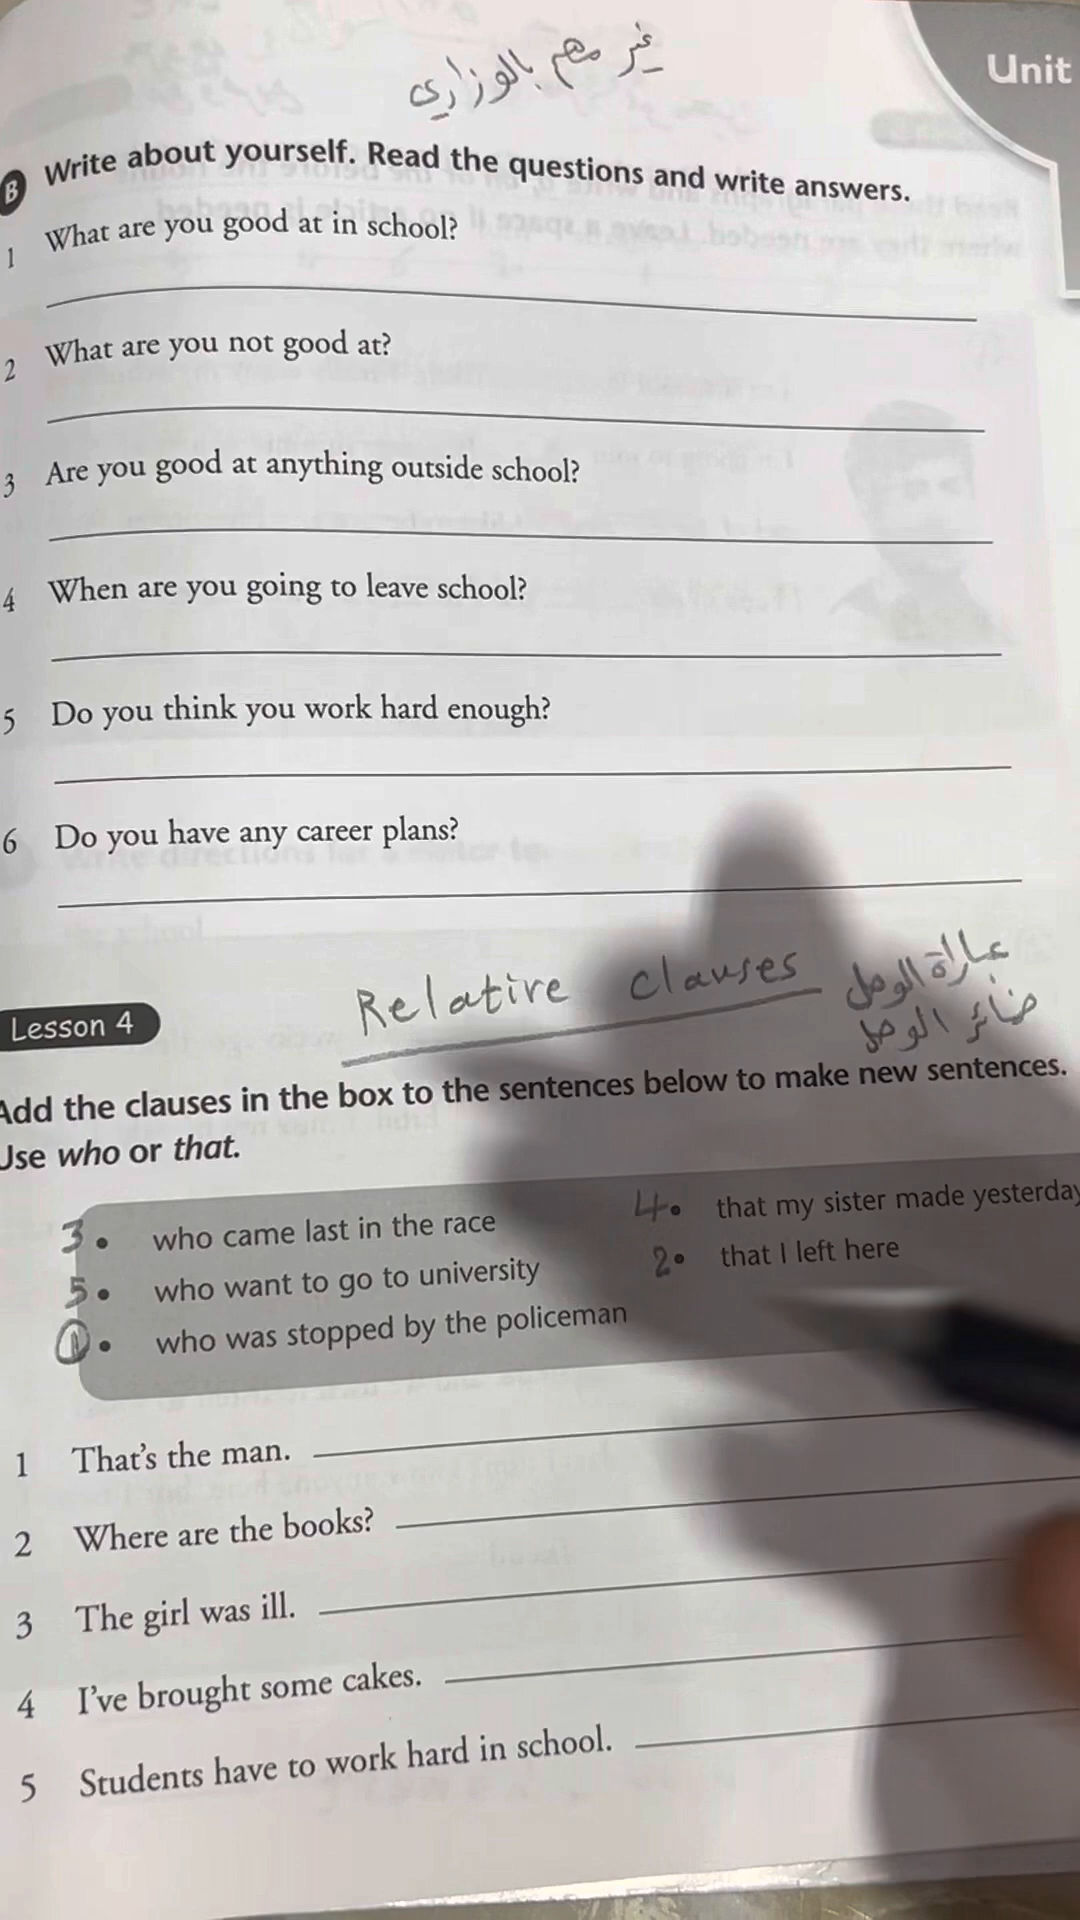 غير مهم بالوزاري
Unit
B Write about yourself. Read the questions and write answers.
1 What are you good at in school?
2 What are you not good at?
3 Are you good at anything outside school?
4 When are you going to leave school?
5 Do you think you work hard enough?
6 Do you have any career plans?
Relative clauses عبارة الوصل
ضمائر الوصل
Lesson 4
Add the clauses in the box to the sentences below to make new sentences.
Use who or that.
3 • who came last in the race
5 • who want to go to university
1 • who was stopped by the policeman
4 • that my sister made yesterday
2 • that I left here
1 That's the man.
2 Where are the books?
3 The girl was ill.
4 I've brought some cakes.
5 Students have to work hard in school.